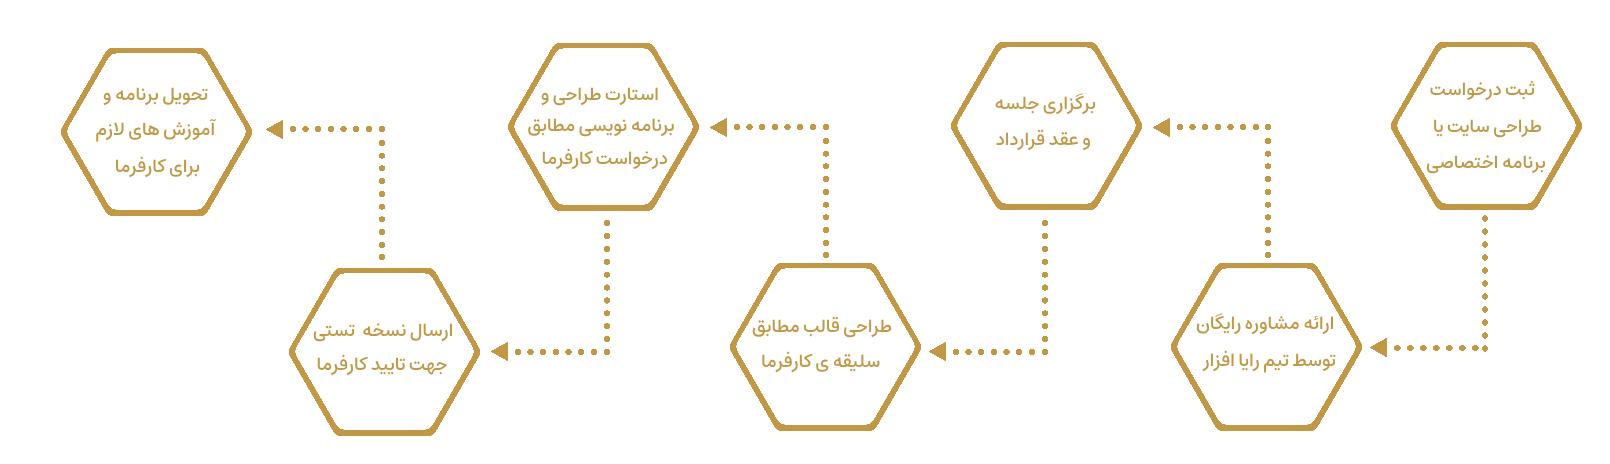 ثبت درخواست
طراحی سایت یا
برنامه اختصاصی
ارائه مشاوره رایگان
توسط تیم رایا افزار
برگزاری جلسه
و عقد قرارداد
طراحی قالب مطابق
سلیقه ی کارفرما
استارت طراحی و
برنامه نویسی مطابق
درخواست کارفرما
ارسال نسخه تستی
جهت تایید کارفرما
تحویل برنامه و
آموزش های لازم
برای کارفرما